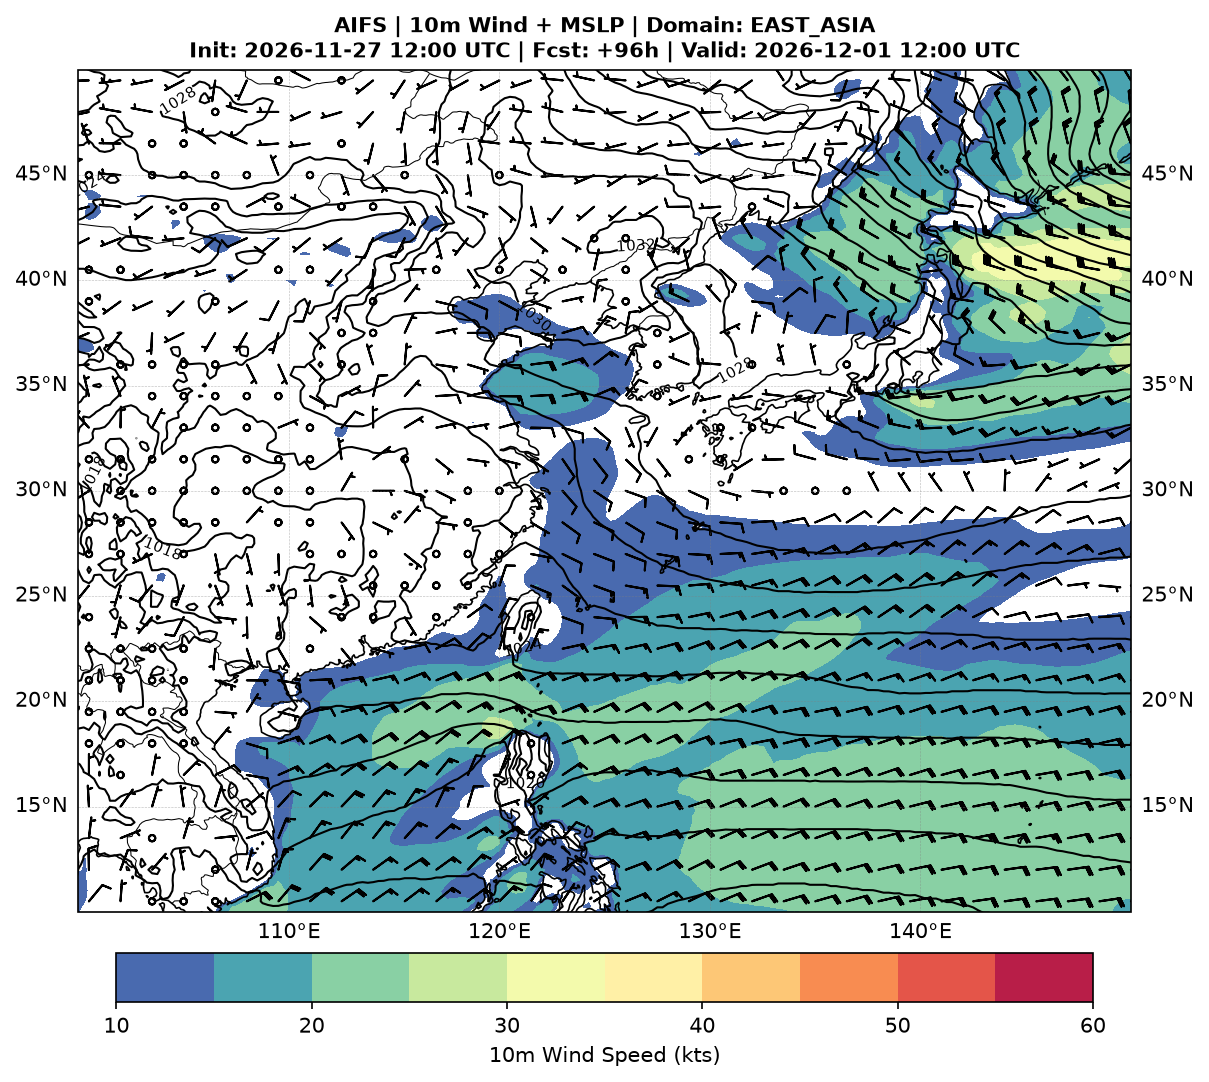 AIFS | 10m Wind + MSLP | Domain: EAST_ASIA
Init: 2026-11-27 12:00 UTC | Fcst: +96h | Valid: 2026-12-01 12:00 UTC
1028
45°N 45°N
1032
40°N 40°N
1030
1028
35°N 35°N
30°N 30°N
1018
25°N 25°N
20°N 20°N
1020
15°N 15°N
110°E 120°E 130°E 140°E
10 20 30 40 50 60
10m Wind Speed (kts)